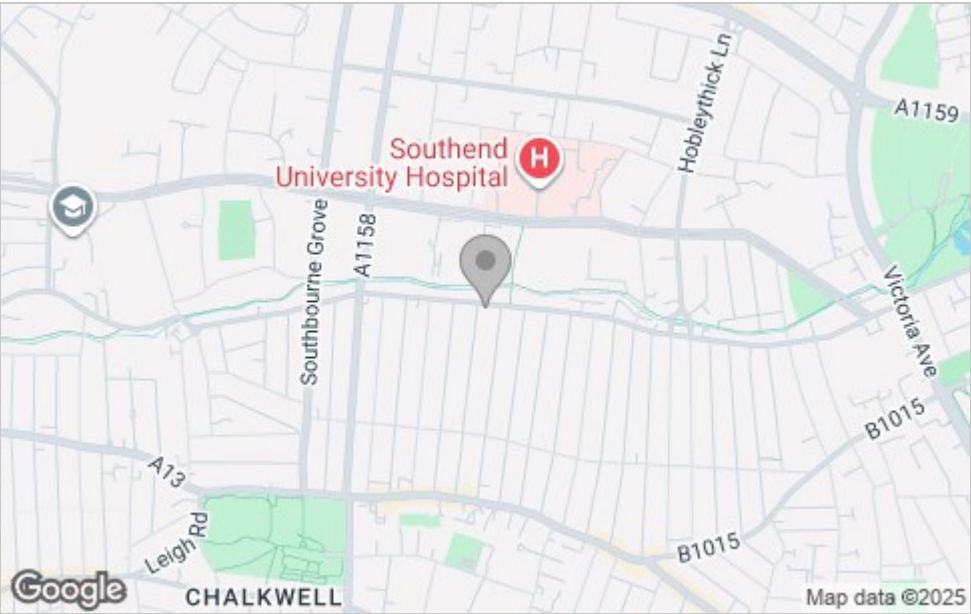 Hobleythick Ln
A1159
Southend
University Hospital
H
Southbourne Grove
A1158
Victoria Ave
B1015
A13
Leigh Rd
B1015
CHALKWELL
Google
Map data ©2025